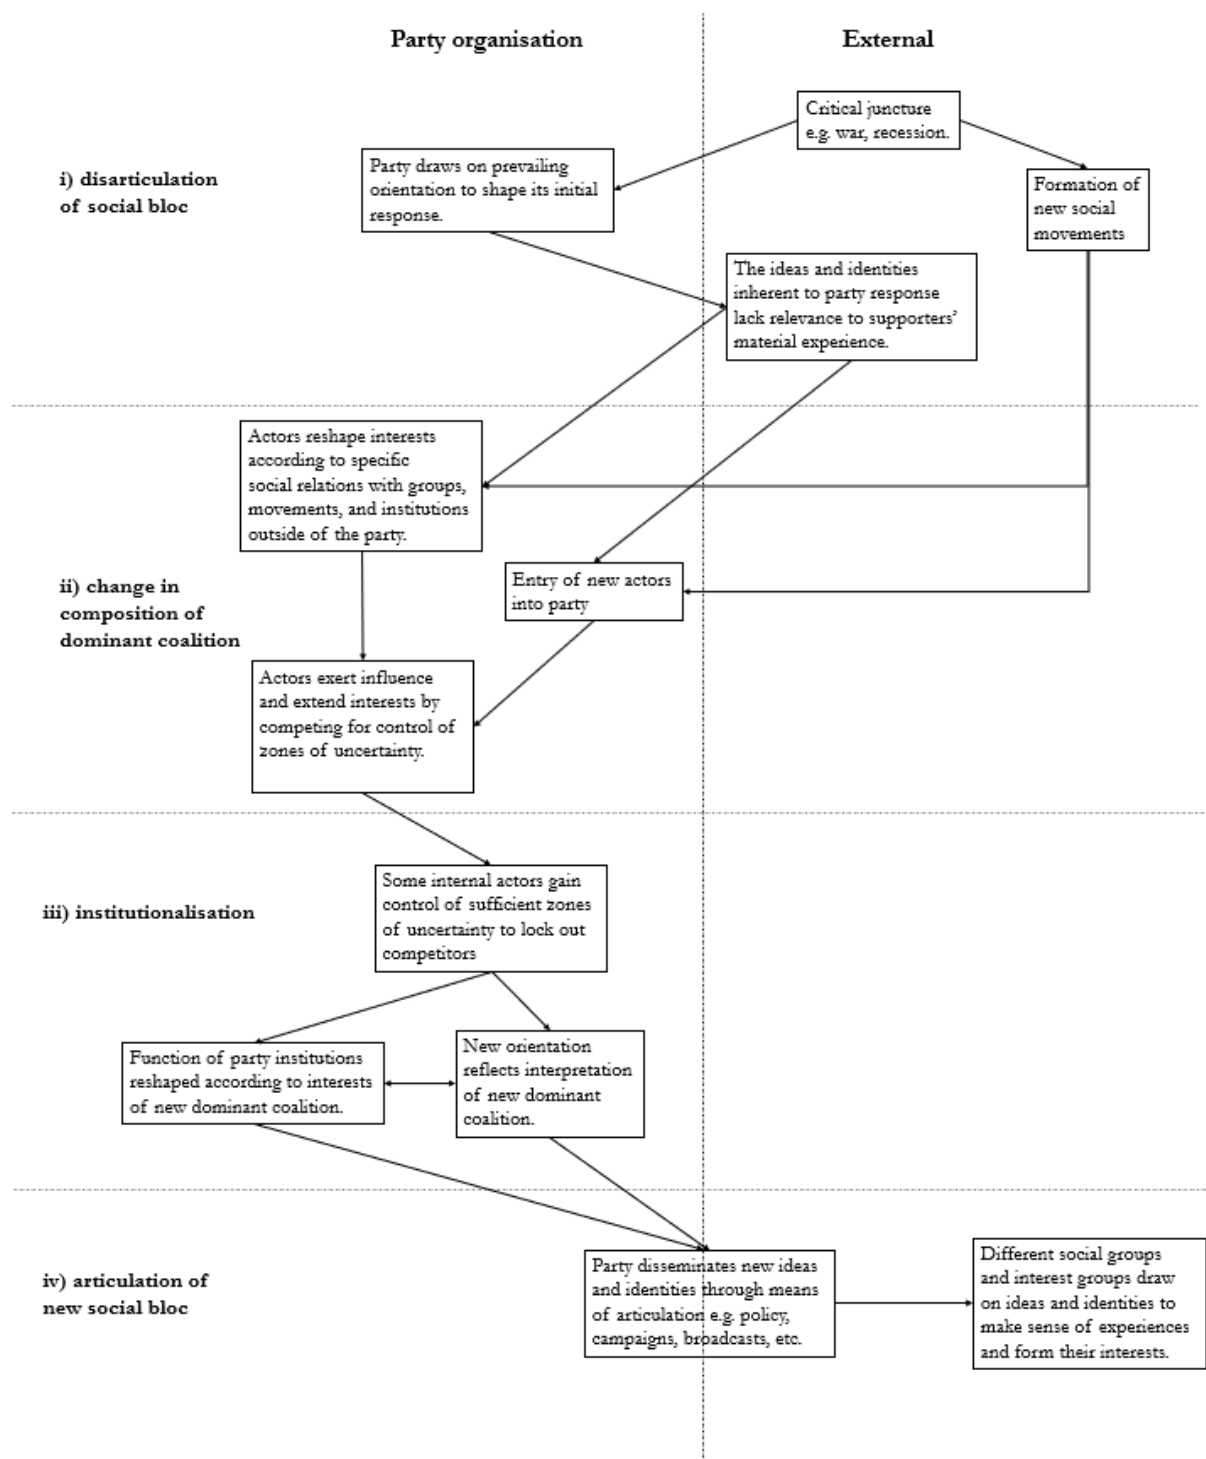 Party organisation
External
Critical juncture
e.g. war, recession.
i) disarticulation
of social bloc
Party draws on prevailing
orientation to shape its initial
response.
Formation of
new social
movements
The ideas and identities
inherent to party response
lack relevance to supporters'
material experience.
Actors reshape interests
according to specific
social relations with groups,
movements, and institutions
outside of the party.
ii) change in
composition of
dominant coalition
Entry of new actors
into party
Actors exert influence
and extend interests by
competing for control of
zones of uncertainty.
iii) institutionalisation
Some internal actors gain
control of sufficient zones
of uncertainty to lock out
competitors
Function of party institutions
reshaped according to interests
of new dominant coalition.
New orientation
reflects interpretation
of new dominant
coalition.
iv) articulation of
new social bloc
Party disseminates new ideas
and identities through means
of articulation e.g. policy,
campaigns, broadcasts, etc.
Different social groups
and interest groups draw
on ideas and identities to
make sense of experiences
and form their interests.